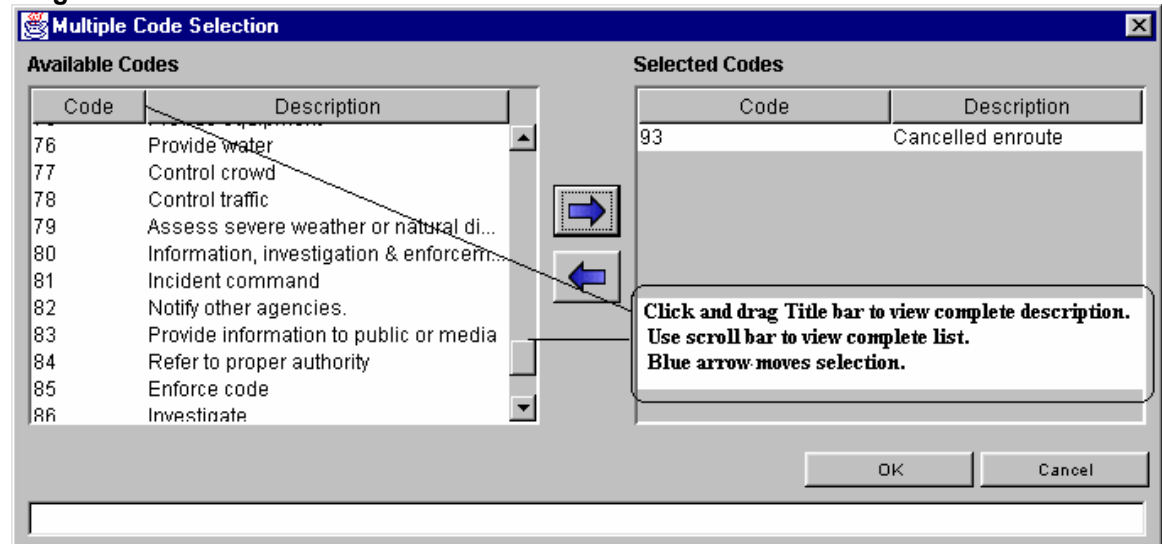 Multiple Code Selection
Available Codes
Selected Codes
Code Description
Code Description
76 Provide water
77 Control crowd
78 Control traffic
79 Assess severe weather or natural di...
80 Information, investigation & enforcem...
81 Incident command
82 Notify other agencies.
83 Provide information to public or media
84 Refer to proper authority
85 Enforce code
86 Investigate
93 Cancelled enroute
Click and drag Title bar to view complete description.
Use scroll bar to view complete list.
Blue arrow moves selection.
OK Cancel